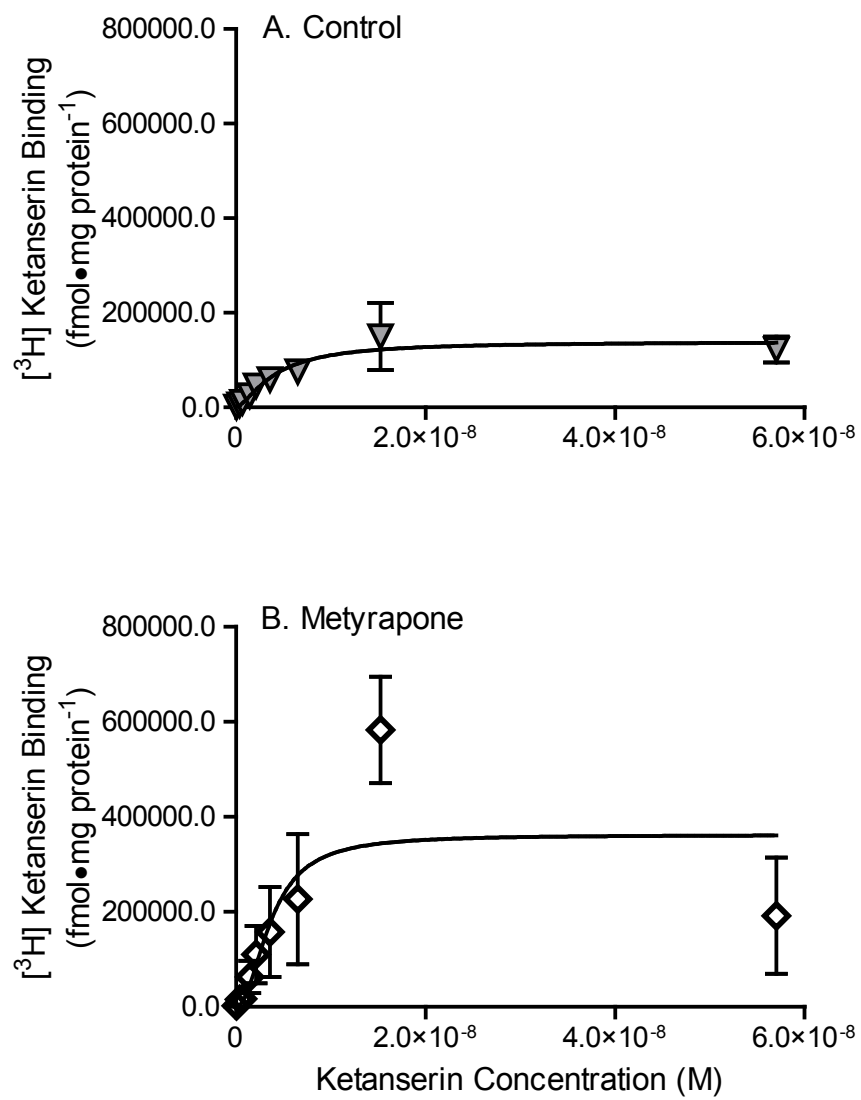 A. Control
[³H] Ketanserin Binding
(fmol●mg protein⁻¹)
800000.0
600000.0
400000.0
200000.0
0.0
0
2.0×10⁻⁸
4.0×10⁻⁸
6.0×10⁻⁸
B. Metyrapone
[³H] Ketanserin Binding
(fmol●mg protein⁻¹)
800000.0
600000.0
400000.0
200000.0
0.0
0
2.0×10⁻⁸
4.0×10⁻⁸
6.0×10⁻⁸
Ketanserin Concentration (M)